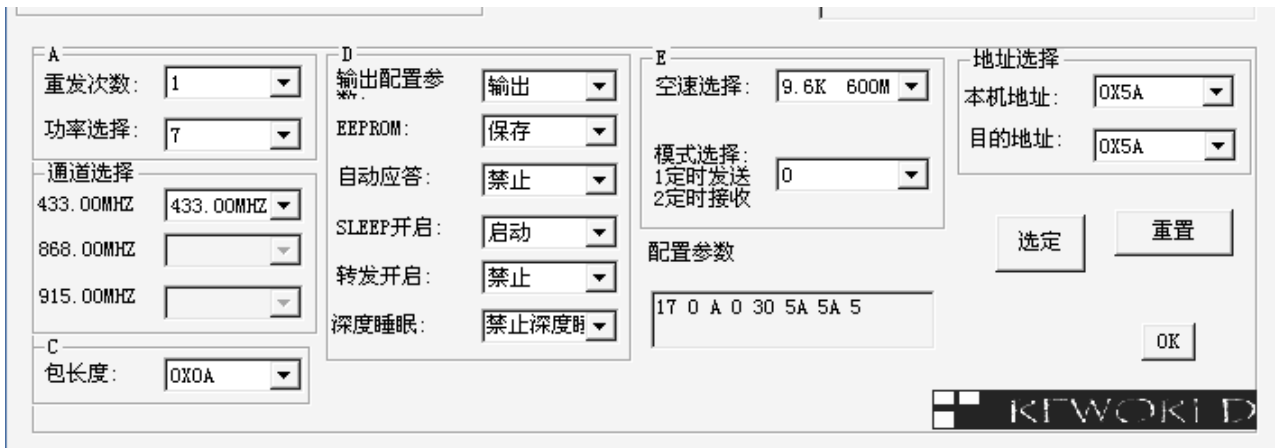 A
重发次数: 1
功率选择: 7
通道选择
433.00MHZ 433.00MHZ
868.00MHZ
915.00MHZ
C
包长度: 0X0A
D
输出配置参数: 输出
EEPROM: 保存
自动应答: 禁止
SLEEP开启: 启动
转发开启: 禁止
深度睡眠: 禁止深度睡
E
空速选择: 9.6K 600M
模式选择:
1定时发送 0
2定时接收
配置参数
17 0 A 0 30 5A 5A 5
地址选择
本机地址: 0X5A
目的地址: 0X5A
选定
重置
OK